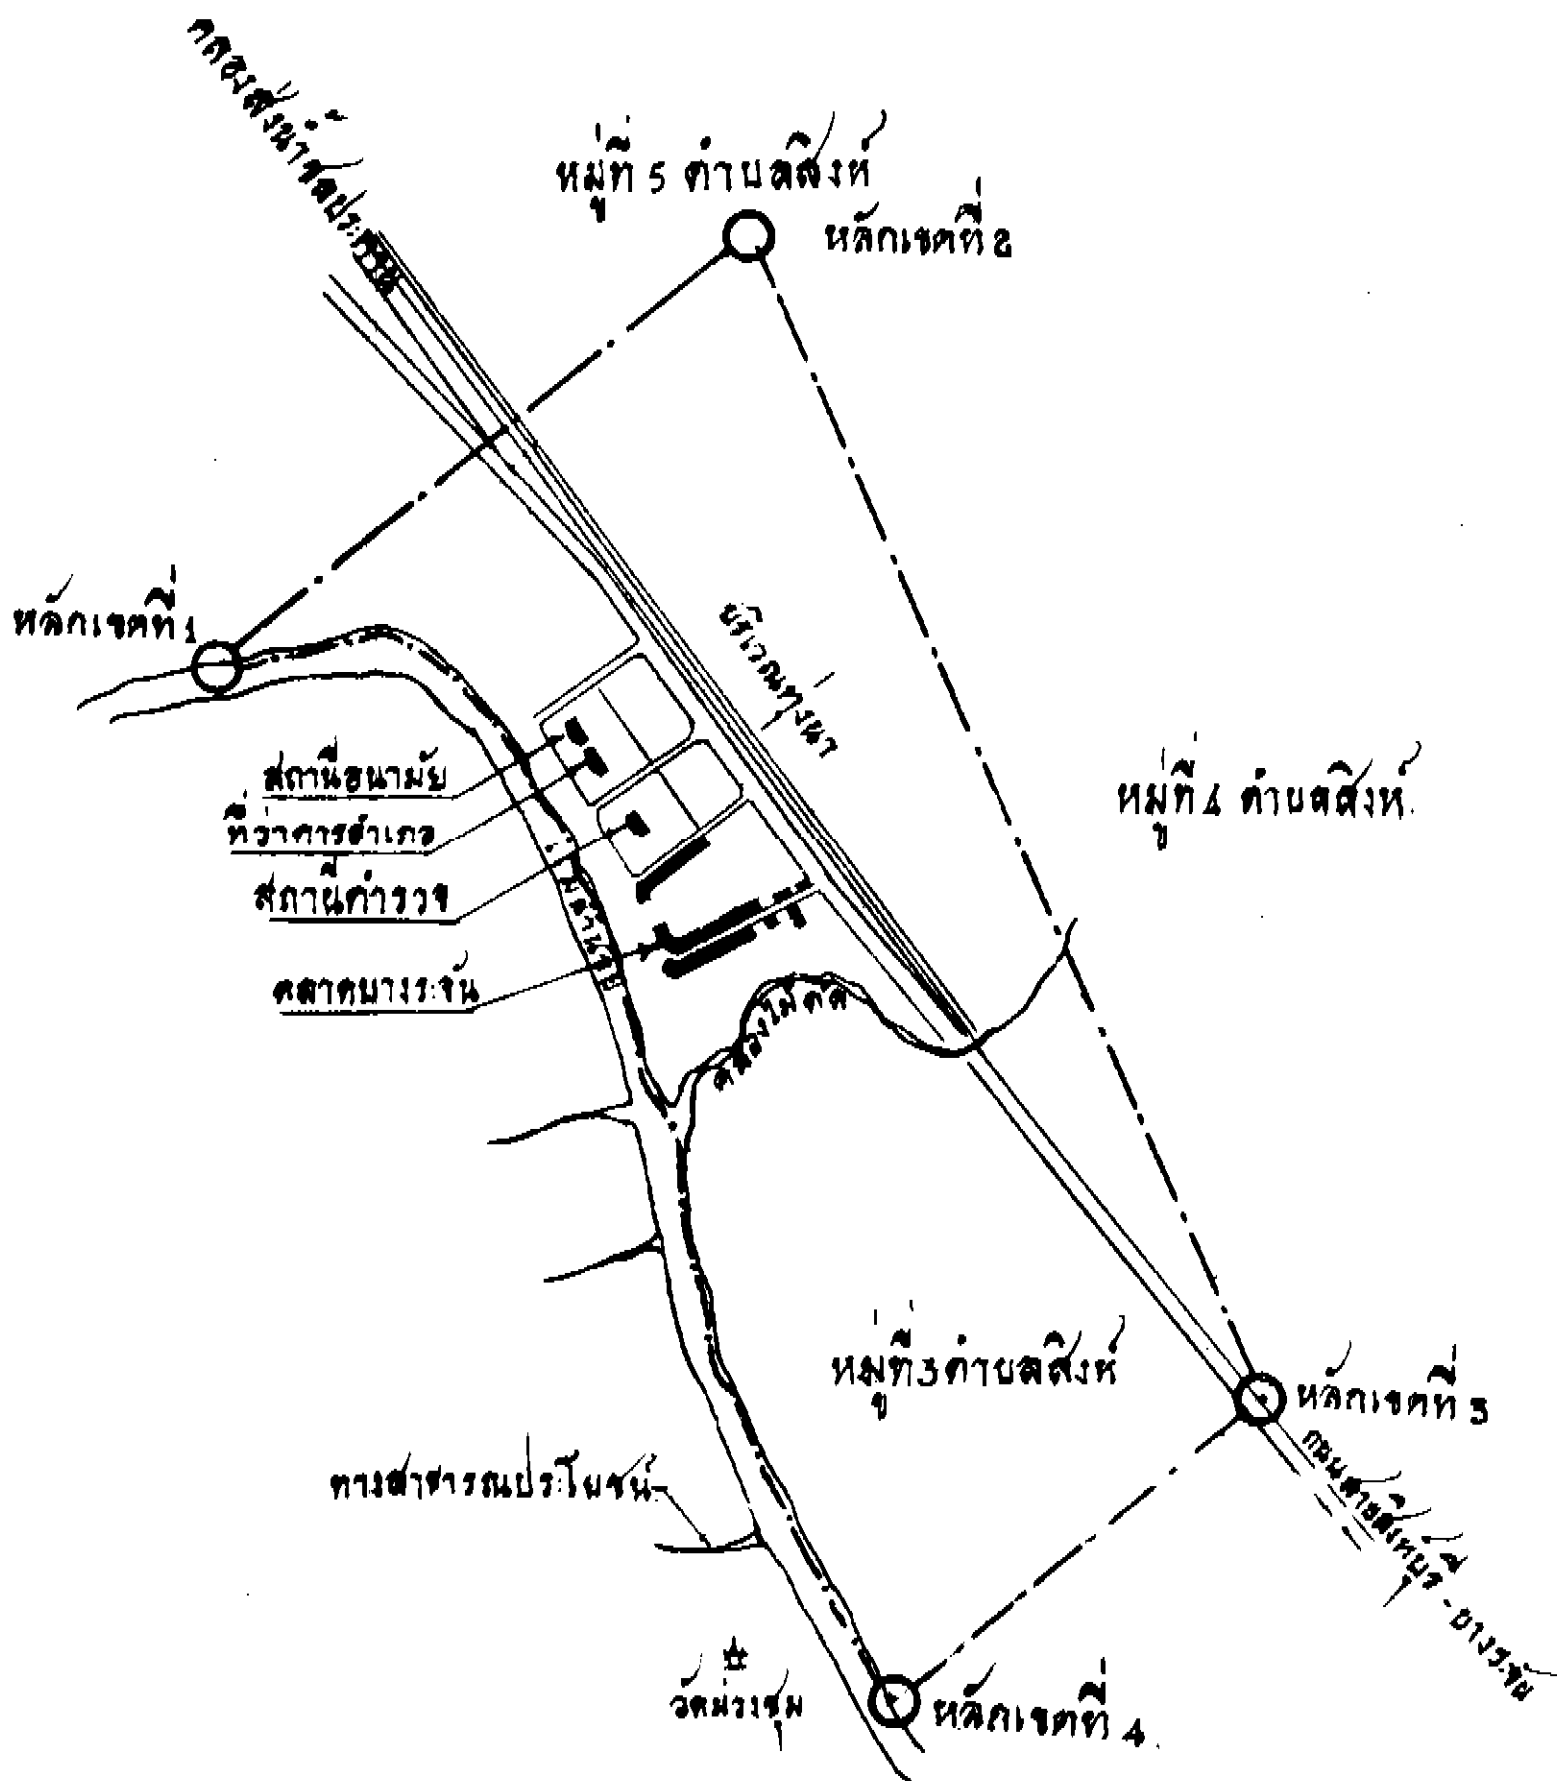 คลองส่งน้ำชลประทาน
หมู่ที่ 5 ตำบลสิงห์
หลักเขตที่ 2
หลักเขตที่ 1
บริเวณทุ่งนา
สถานีอนามัย
ที่ว่าการอำเภอ
สถานีตำรวจ
ตลาดบางระจัน
หมู่ที่ 4 ตำบลสิงห์
คลองไม้ดัด
หมู่ที่ 3 ตำบลสิงห์
หลักเขตที่ 3
ถนนสายสิงห์บุรี - บางระจัน
ทางสาธารณประโยชน์
วัดม่วงชุม
หลักเขตที่ 4